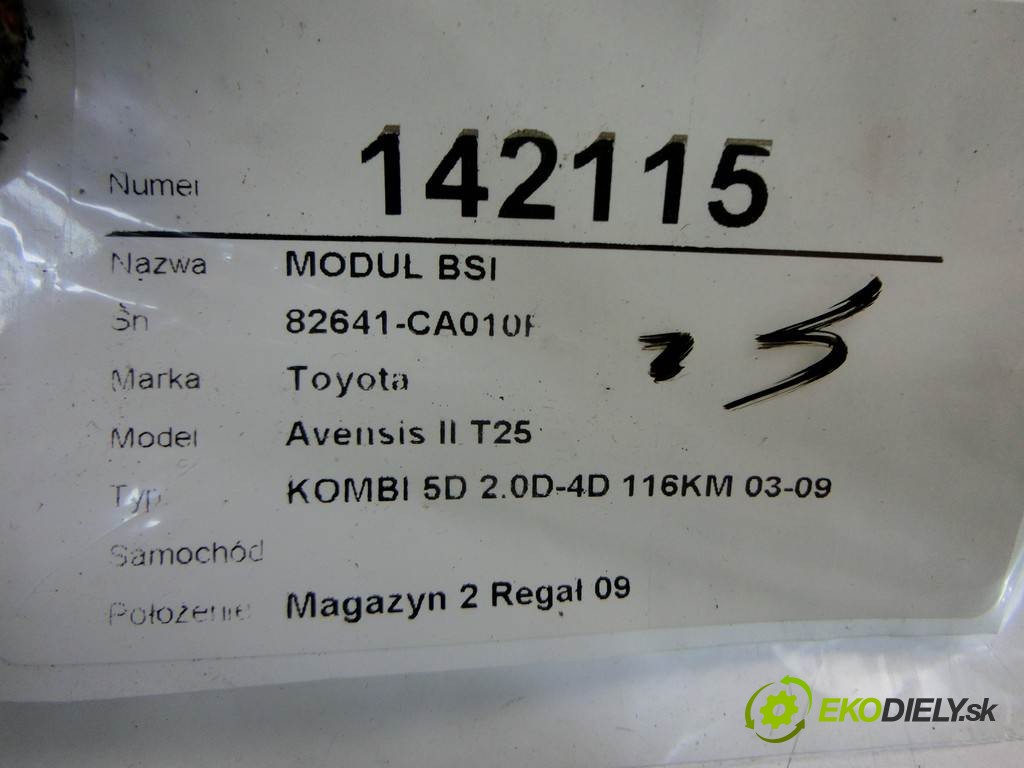 Numer 142115
Nazwa MODUL BSI
Sn 82641-CA010F
Marka Toyota
Model Avensis II T25
Typ KOMBI 5D 2.0D-4D 116KM 03-09
Samochód
Położenie Magazyn 2 Regał 09
EKODIELY.sk